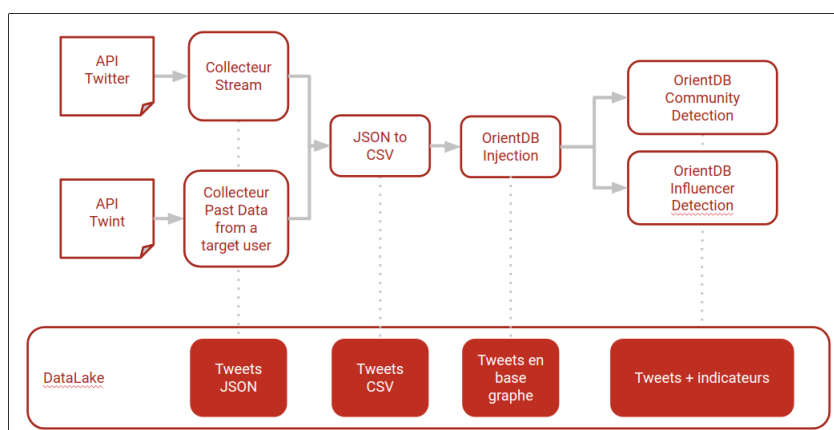 API
Twitter
Collecteur
Stream
API
Twint
Collecteur
Past Data
from a
target user
JSON to
CSV
OrientDB
Injection
OrientDB
Community
Detection
OrientDB
Influencer
Detection
DataLake
Tweets
JSON
Tweets
CSV
Tweets en
base
graphe
Tweets + indicateurs